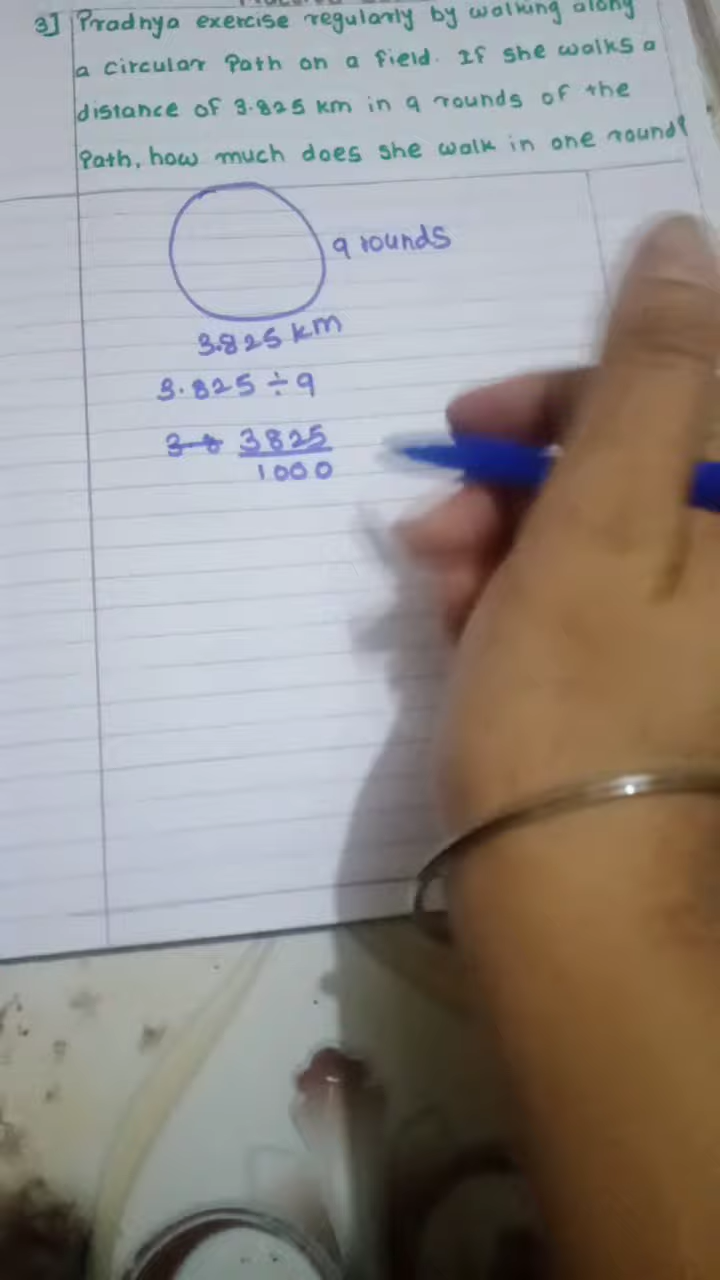 3] Pradnya exercise regularly by walking along
a circular Path on a field. If she walks a
distance of 3.825 km in 9 rounds of the
Path, how much does she walk in one round?
9 rounds
3.825 km
3.825 ÷ 9
3825
1000